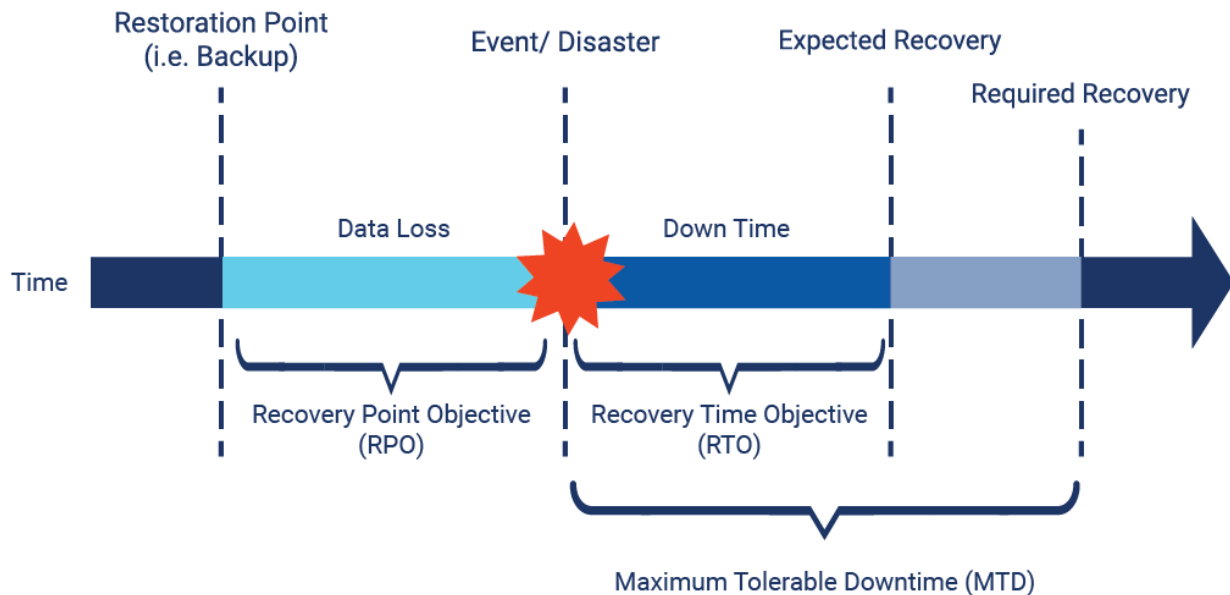 Restoration Point
(i.e. Backup)
Event/ Disaster
Expected Recovery
Required Recovery
Data Loss
Down Time
Time
Recovery Point Objective
(RPO)
Recovery Time Objective
(RTO)
Maximum Tolerable Downtime (MTD)